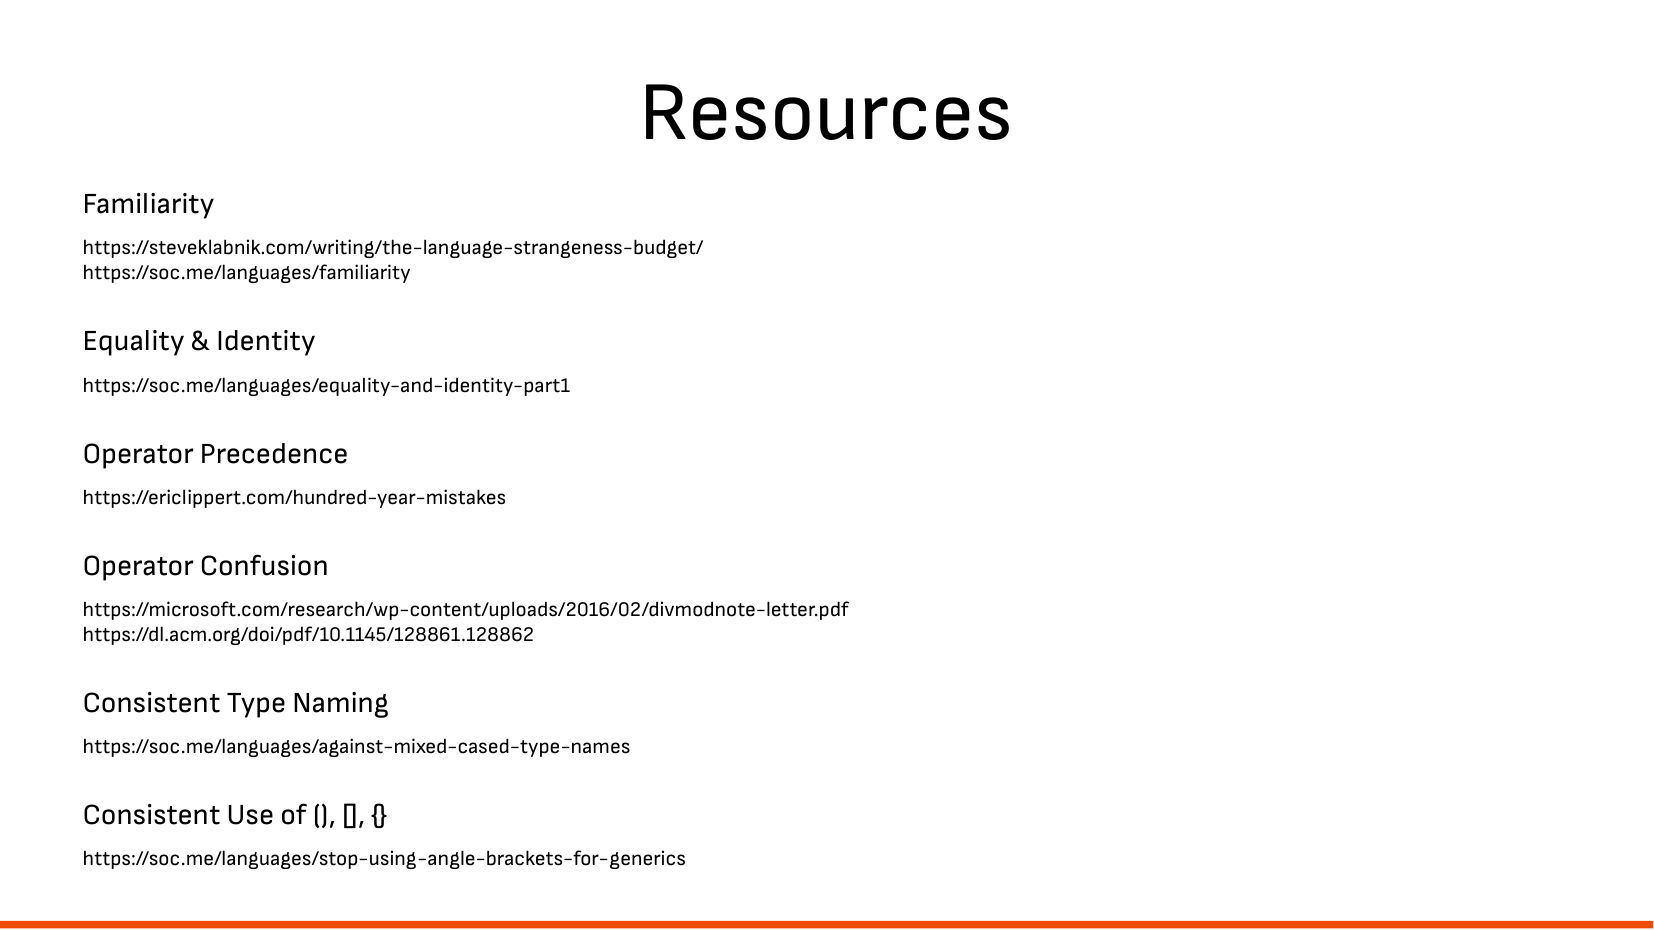 Resources
Familiarity
https://steveklabnik.com/writing/the-language-strangeness-budget/
https://soc.me/languages/familiarity
Equality & Identity
https://soc.me/languages/equality-and-identity-part1
Operator Precedence
https://ericlippert.com/hundred-year-mistakes
Operator Confusion
https://microsoft.com/research/wp-content/uploads/2016/02/divmodnote-letter.pdf
https://dl.acm.org/doi/pdf/10.1145/128861.128862
Consistent Type Naming
https://soc.me/languages/against-mixed-cased-type-names
Consistent Use of (), [], {}
https://soc.me/languages/stop-using-angle-brackets-for-generics